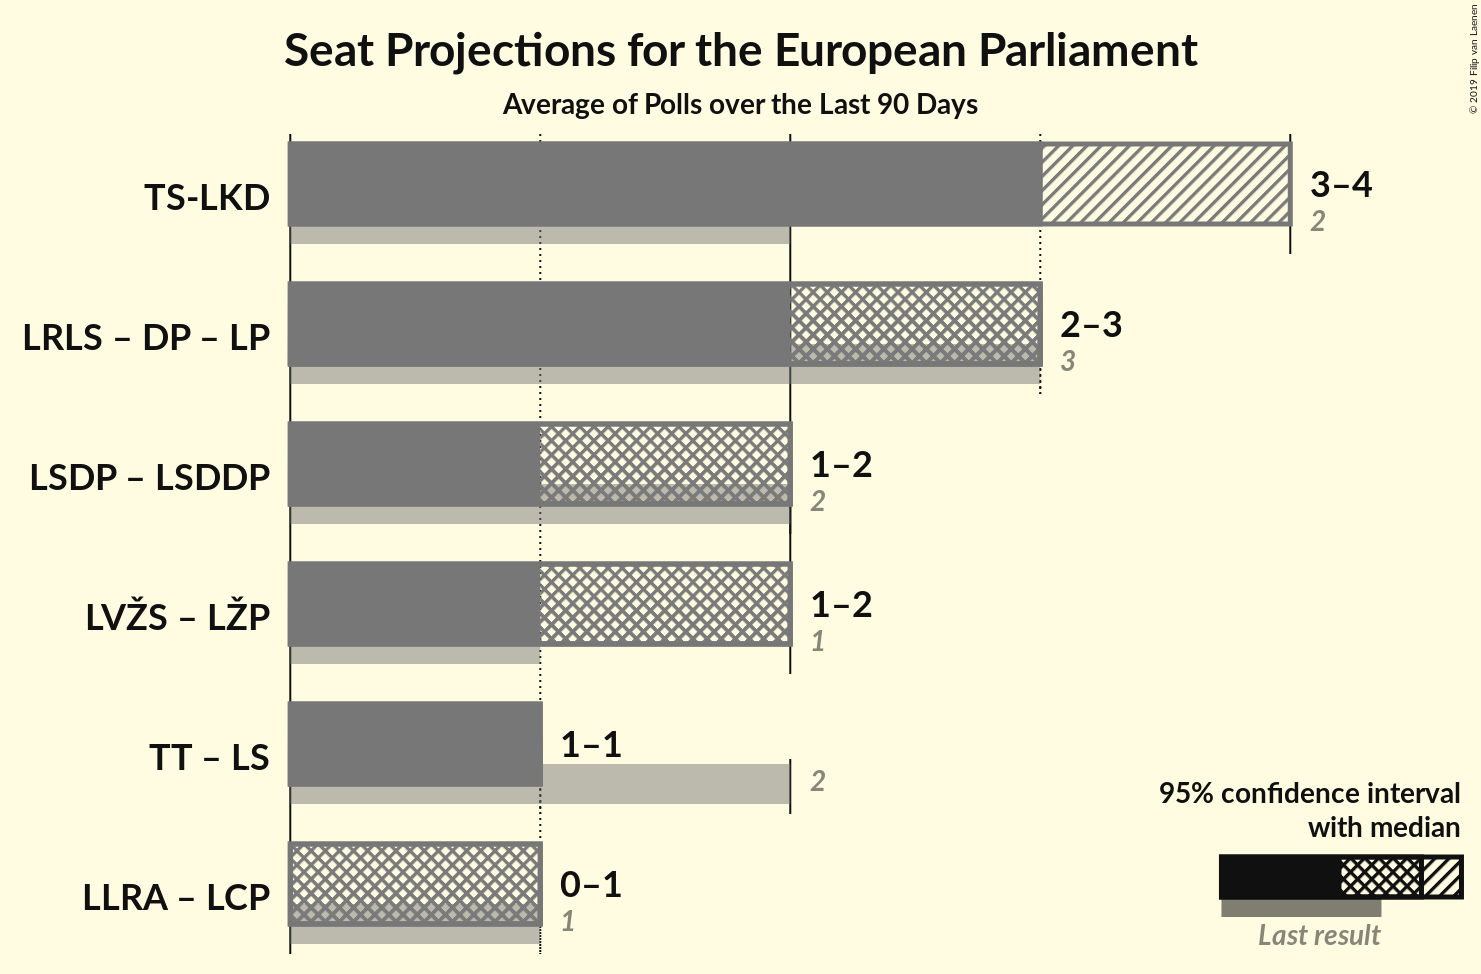 Seat Projections for the European Parliament
Average of Polls over the Last 90 Days
© 2019 Filip van Laenen
TS-LKD
3–4
2
LRLS – DP – LP
2–3
3
LSDP – LSDDP
1–2
2
LVŽS – LŽP
1–2
1
TT – LS
1–1
2
LLRA – LCP
0–1
1
95% confidence interval
with median
Last result